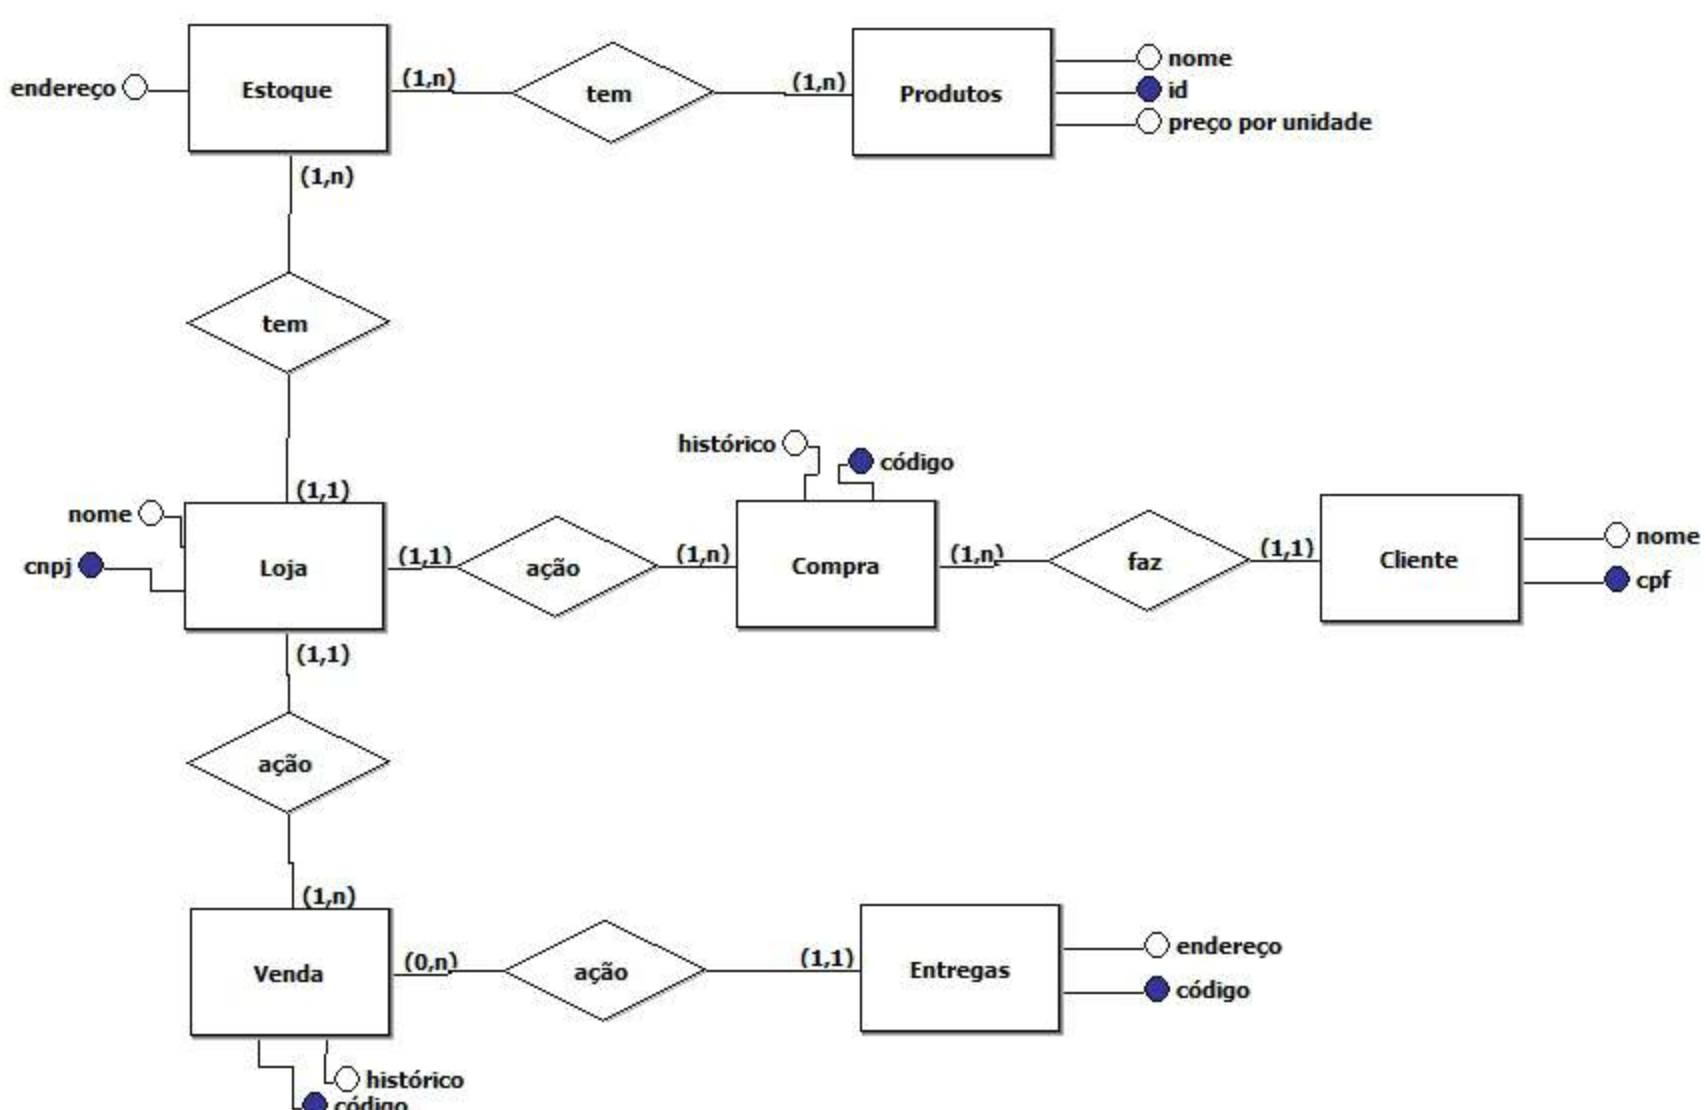 endereço
Estoque
(1,n)
tem
(1,n)
Produtos
nome
id
preço por unidade
(1,n)
tem
(1,1)
nome
cnpj
Loja
(1,1)
ação
(1,n)
histórico
código
Compra
(1,n)
faz
(1,1)
Cliente
nome
cpf
(1,1)
ação
(1,n)
Venda
(0,n)
ação
(1,1)
Entregas
endereço
código
histórico
código